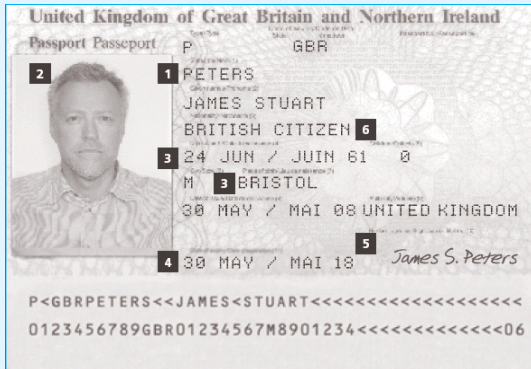 United Kingdom of Great Britain and Northern Ireland
Passport Passeport
P GBR
2 1 PETERS
JAMES STUART
BRITISH CITIZEN 6
3 24 JUN / JUIN 61 0
M 3 BRISTOL
30 MAY / MAI 08 UNITED KINGDOM
5
4 30 MAY / MAI 18 James S. Peters
P<GBRPETERS<<JAMES<STUART<<<<<<<<<<<<<<<<<<<
0123456789GBR01234567M8901234<<<<<<<<<<<<<06